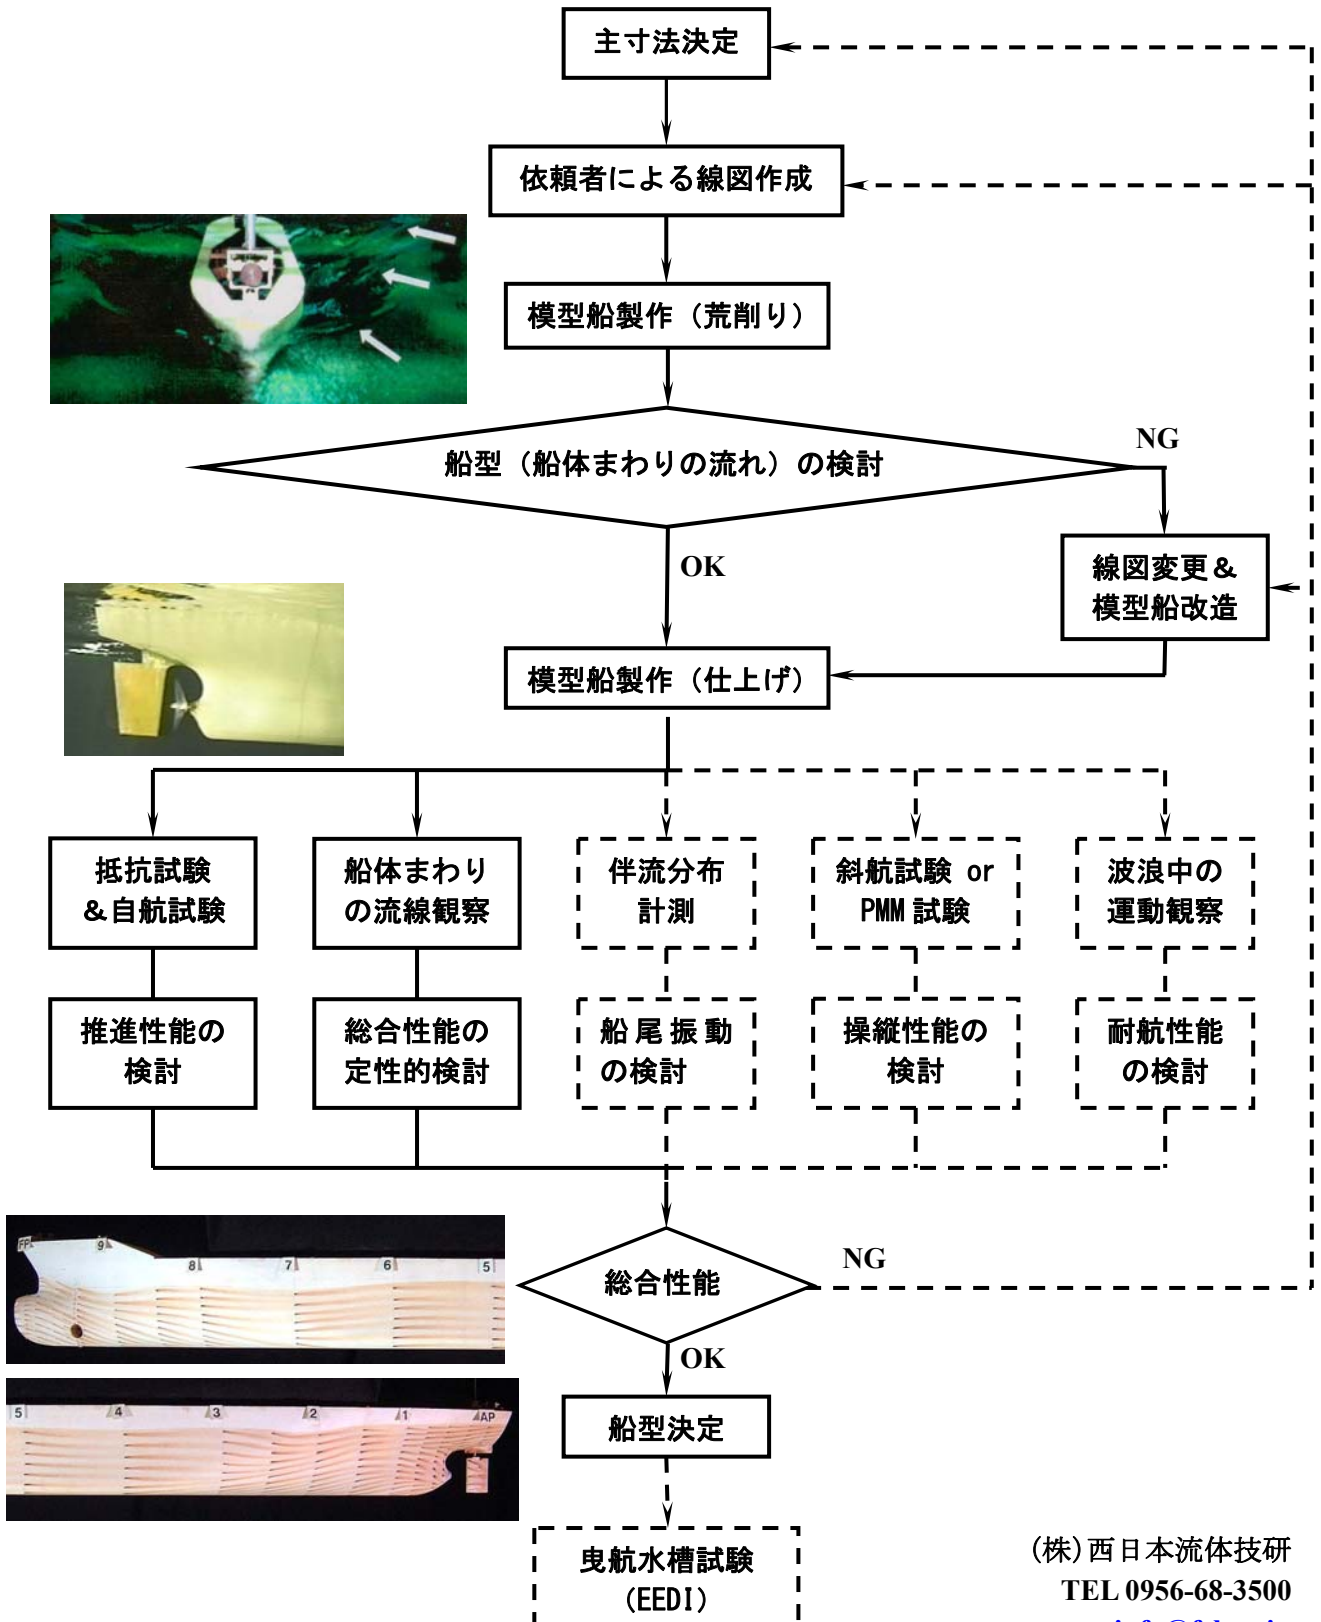 主寸法決定
依頼者による線図作成
模型船製作（荒削り）
船型（船体まわりの流れ）の検討
NG
OK
線図変更＆
模型船改造
模型船製作（仕上げ）
抵抗試験
＆自航試験
船体まわり
の流線観察
伴流分布
計測
斜航試験 or
PMM 試験
波浪中の
運動観察
推進性能の
検討
総合性能の
定性的検討
船尾振動
の検討
操縦性能の
検討
耐航性能
の検討
FP 9 8 7 6 5
総合性能
NG
OK
5 4 3 2 1 AP
船型決定
曳航水槽試験
(EEDI)
(株)西日本流体技研
TEL 0956-68-3500